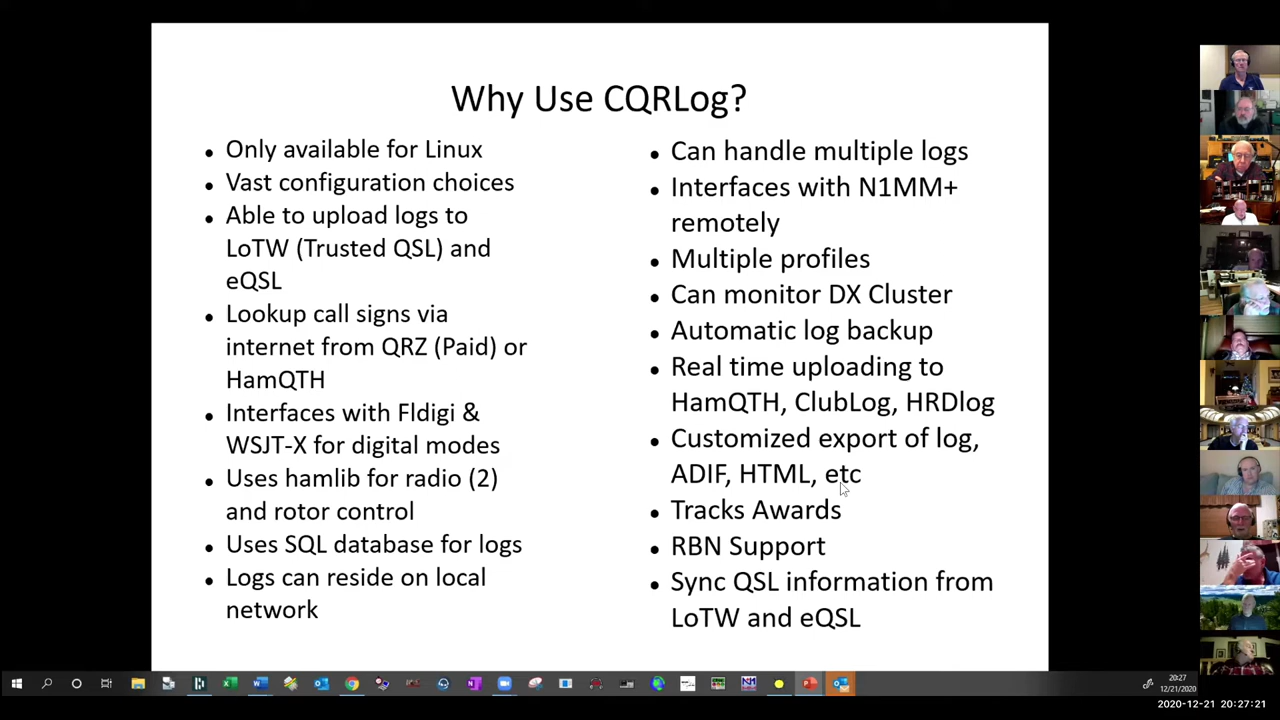 Why Use CQRLog?
Only available for Linux
Vast configuration choices
Able to upload logs to
LoTW (Trusted QSL) and
eQSL
Lookup call signs via
internet from QRZ (Paid) or
HamQTH
Interfaces with Fldigi &
WSJT-X for digital modes
Uses hamlib for radio (2)
and rotor control
Uses SQL database for logs
Logs can reside on local
network
Can handle multiple logs
Interfaces with N1MM+
remotely
Multiple profiles
Can monitor DX Cluster
Automatic log backup
Real time uploading to
HamQTH, ClubLog, HRDlog
Customized export of log,
ADIF, HTML, etc
Tracks Awards
RBN Support
Sync QSL information from
LoTW and eQSL
20:27
12/21/2020
2020-12-21 20:27:21